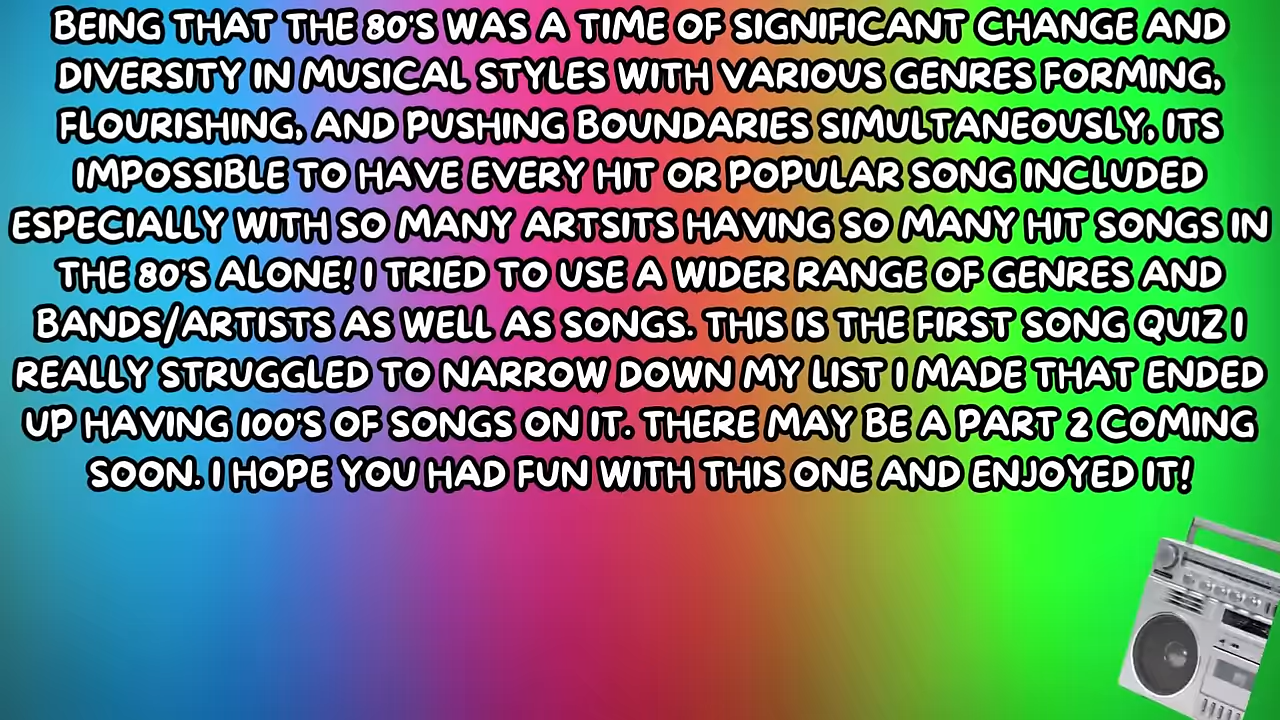 BEING THAT THE 80'S WAS A TIME OF SIGNIFICANT CHANGE AND
DIVERSITY IN MUSICAL STYLES WITH VARIOUS GENRES FORMING,
FLOURISHING, AND PUSHING BOUNDARIES SIMULTANEOUSLY, ITS
IMPOSSIBLE TO HAVE EVERY HIT OR POPULAR SONG INCLUDED
ESPECIALLY WITH SO MANY ARTSITS HAVING SO MANY HIT SONGS IN
THE 80'S ALONE! I TRIED TO USE A WIDER RANGE OF GENRES AND
BANDS/ARTISTS AS WELL AS SONGS. THIS IS THE FIRST SONG QUIZ I
REALLY STRUGGLED TO NARROW DOWN MY LIST I MADE THAT ENDED
UP HAVING 100'S OF SONGS ON IT. THERE MAY BE A PART 2 COMING
SOON. I HOPE YOU HAD FUN WITH THIS ONE AND ENJOYED IT!